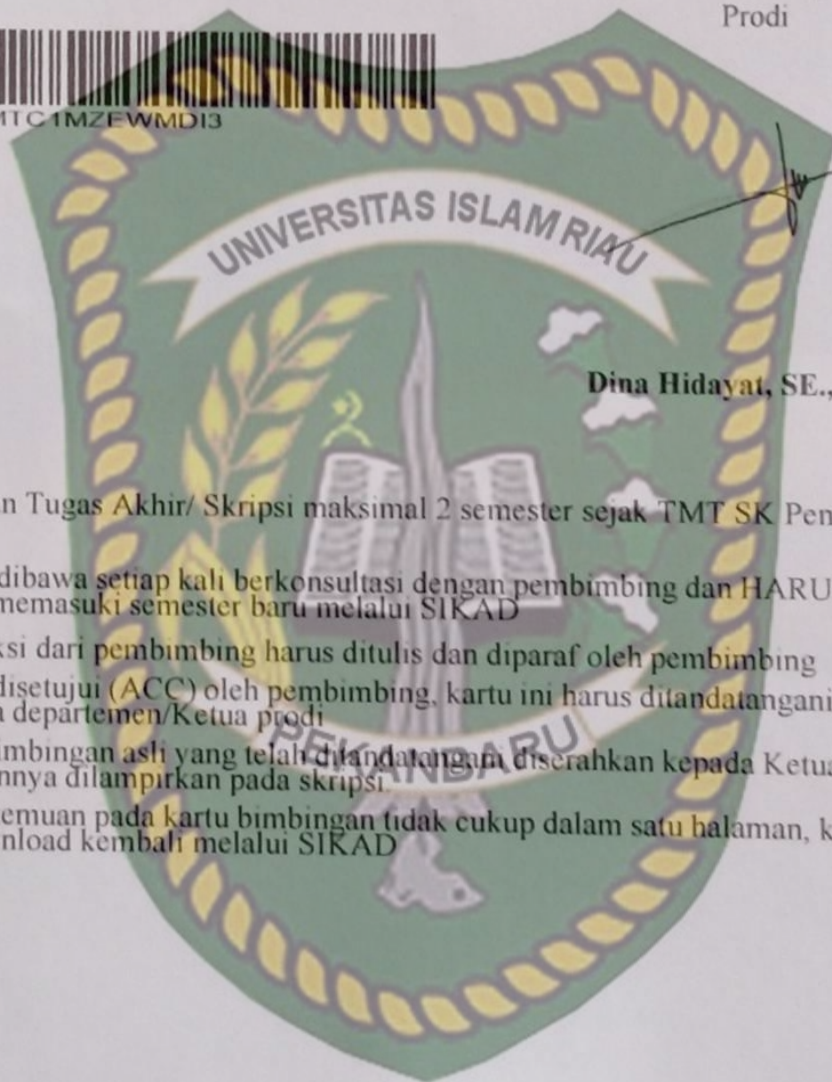 Prodi
MTC1MZEWMDI3
UNIVERSITAS ISLAM RIAU
Dina Hidayat, SE.,
n Tugas Akhir/ Skripsi maksimal 2 semester sejak TMT SK Pem
dibawa setiap kali berkonsultasi dengan pembimbing dan HARU
memasuki semester baru melalui SIKAD
si dari pembimbing harus ditulis dan diparaf oleh pembimbing
disetujui (ACC) oleh pembimbing, kartu ini harus ditandatangani
departemen/Ketua prodi
imbingan asli yang telah ditandatangani diserahkan kepada Ketua
nnya dilampirkan pada skripsi.
PEKANBARU
emuan pada kartu bimbingan tidak cukup dalam satu halaman, k
nload kembali melalui SIKAD